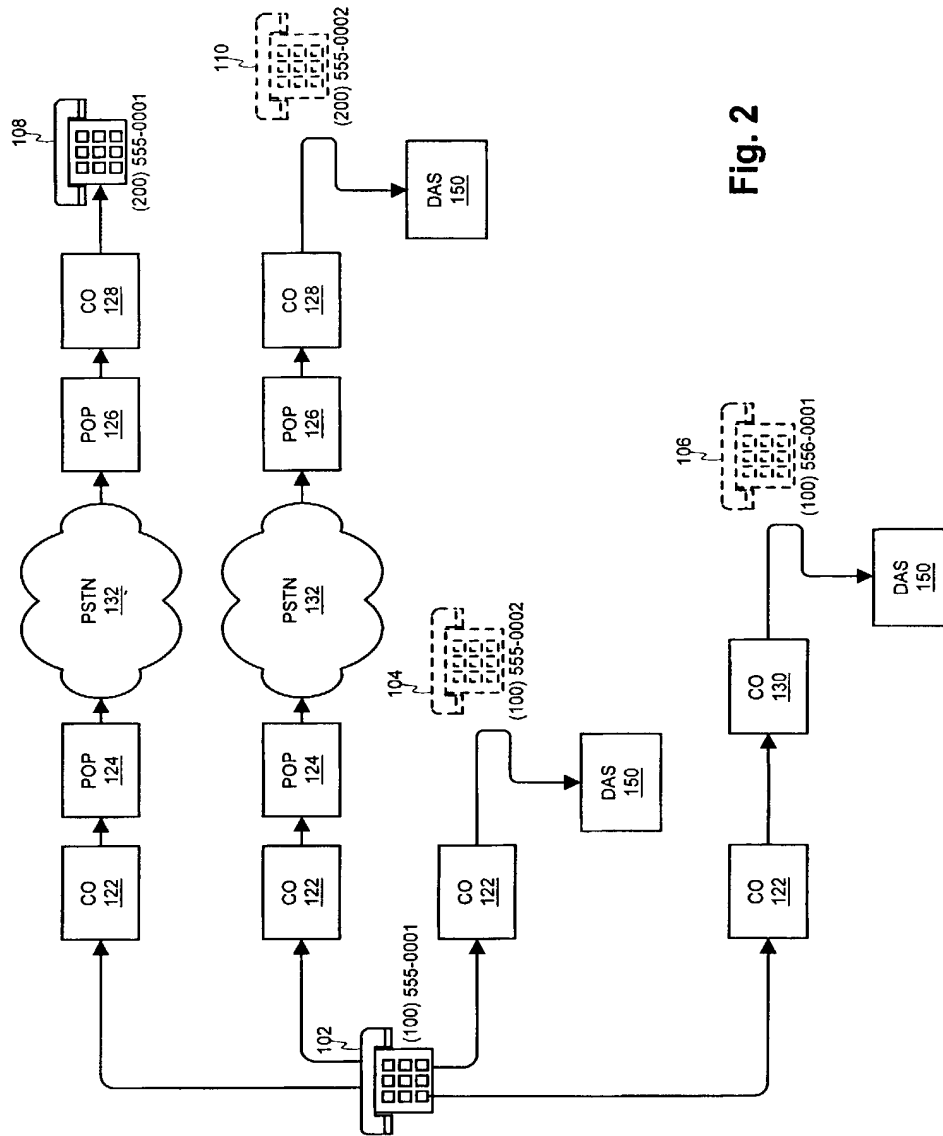 108
(200) 555-0001
CO
128
POP
126
PSTN
132
POP
124
CO
122
110
(200) 555-0002
DAS
150
CO
128
POP
126
PSTN
132
POP
124
CO
122
102
(100) 555-0001
104
(100) 555-0002
DAS
150
CO
122
106
(100) 556-0001
DAS
150
CO
130
CO
122
Fig. 2